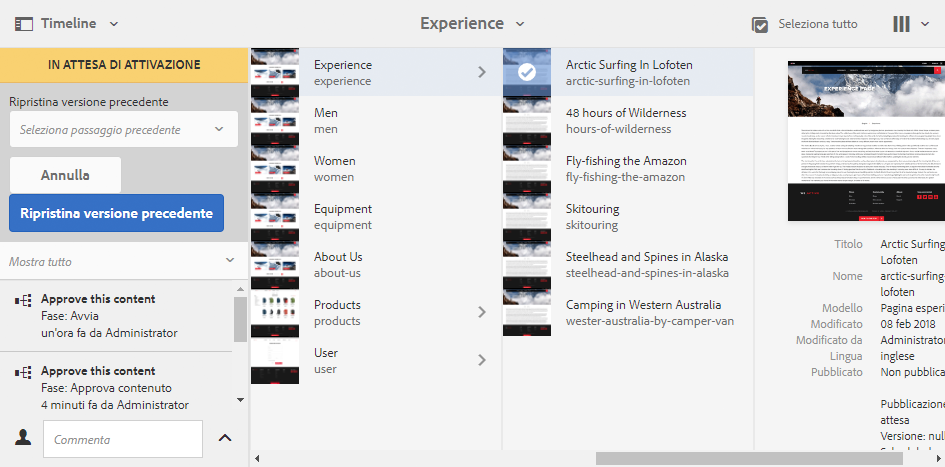 Timeline
Experience
Seleziona tutto
IN ATTESA DI ATTIVAZIONE
Ripristina versione precedente
Seleziona passaggio precedente
Annulla
Ripristina versione precedente
Mostra tutto
Approve this content
Fase: Avvia
un'ora fa da Administrator
Approve this content
Fase: Approva contenuto
4 minuti fa da Administrator
Commenta
Experience
experience
Men
men
Women
women
Equipment
equipment
About Us
about-us
Products
products
User
user
Arctic Surfing In Lofoten
arctic-surfing-in-lofoten
48 hours of Wilderness
hours-of-wilderness
Fly-fishing the Amazon
fly-fishing-the-amazon
Skitouring
skitouring
Steelhead and Spines in Alaska
steelhead-and-spines-in-alaska
Camping in Western Australia
wester-australia-by-camper-van
EXPERIENCE PAGE
Titolo Arctic Surfing
Lofoten
Nome arctic-surfing
lofoten
Modello Pagina esperi
Modificato 08 feb 2018
Modificato da Administrator
Lingua inglese
Pubblicato Non pubblica
Pubblicazione
attesa
Versione: null